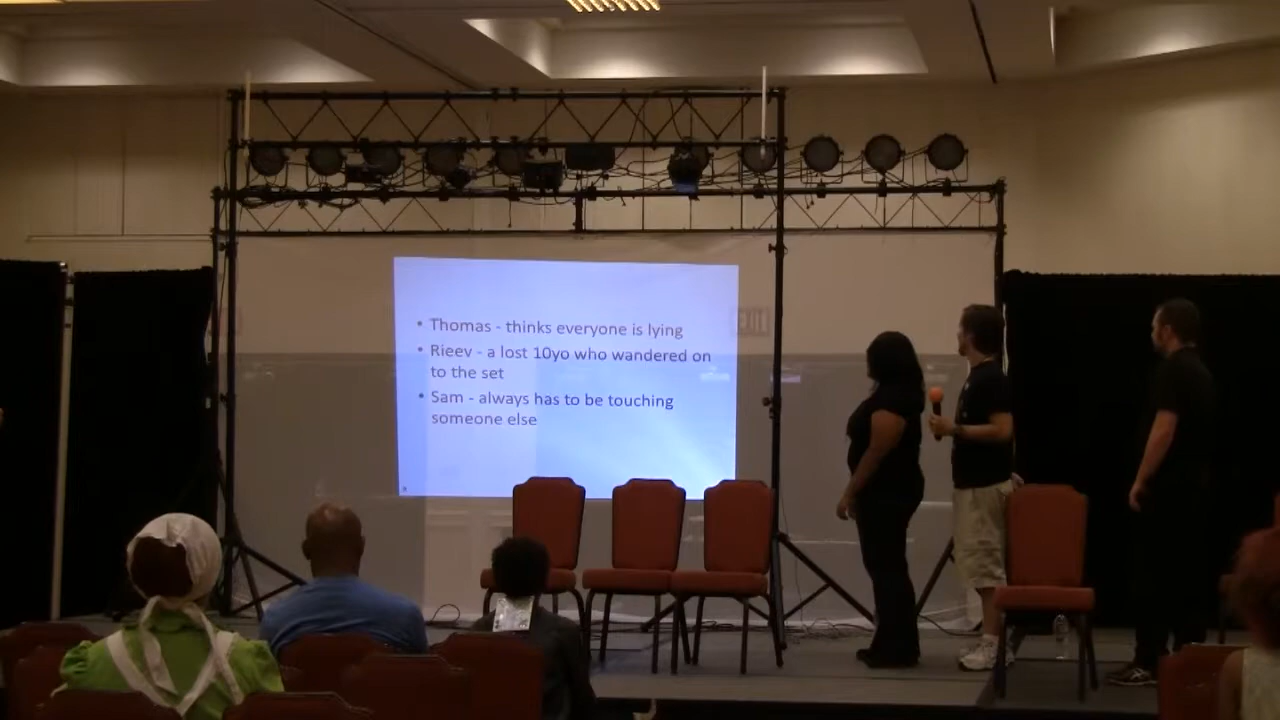 • Thomas - thinks everyone is lying
• Rieev - a lost 10yo who wandered on
to the set
• Sam - always has to be touching
someone else
EXIT